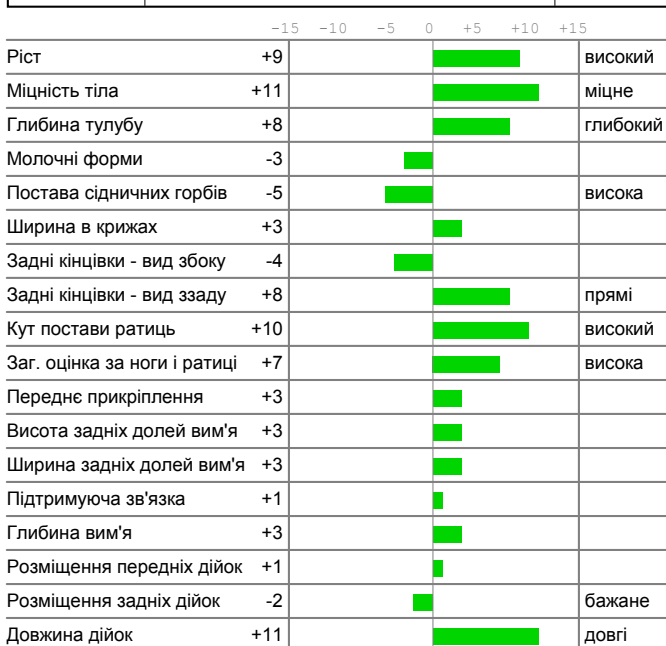 -15 -10 -5 0 +5 +10 +15
Ріст +9 високий
Міцність тіла +11 міцне
Глибина тулубу +8 глибокий
Молочні форми -3
Постава сідничних горбів -5 висока
Ширина в крижах +3
Задні кінцівки - вид збоку -4
Задні кінцівки - вид ззаду +8 прямі
Кут постави ратиць +10 високий
Заг. оцінка за ноги і ратиці +7 висока
Переднє прикріплення +3
Висота задніх долей вим'я +3
Ширина задніх долей вим'я +3
Підтримуюча зв'язка +1
Глибина вим'я +3
Розміщення передніх дійок +1
Розміщення задніх дійок -2 бажане
Довжина дійок +11 довгі